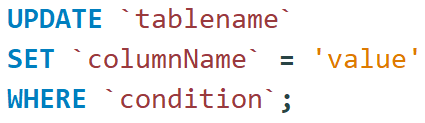 UPDATE `tablename`
SET `columnName` = 'value'
WHERE `condition`;